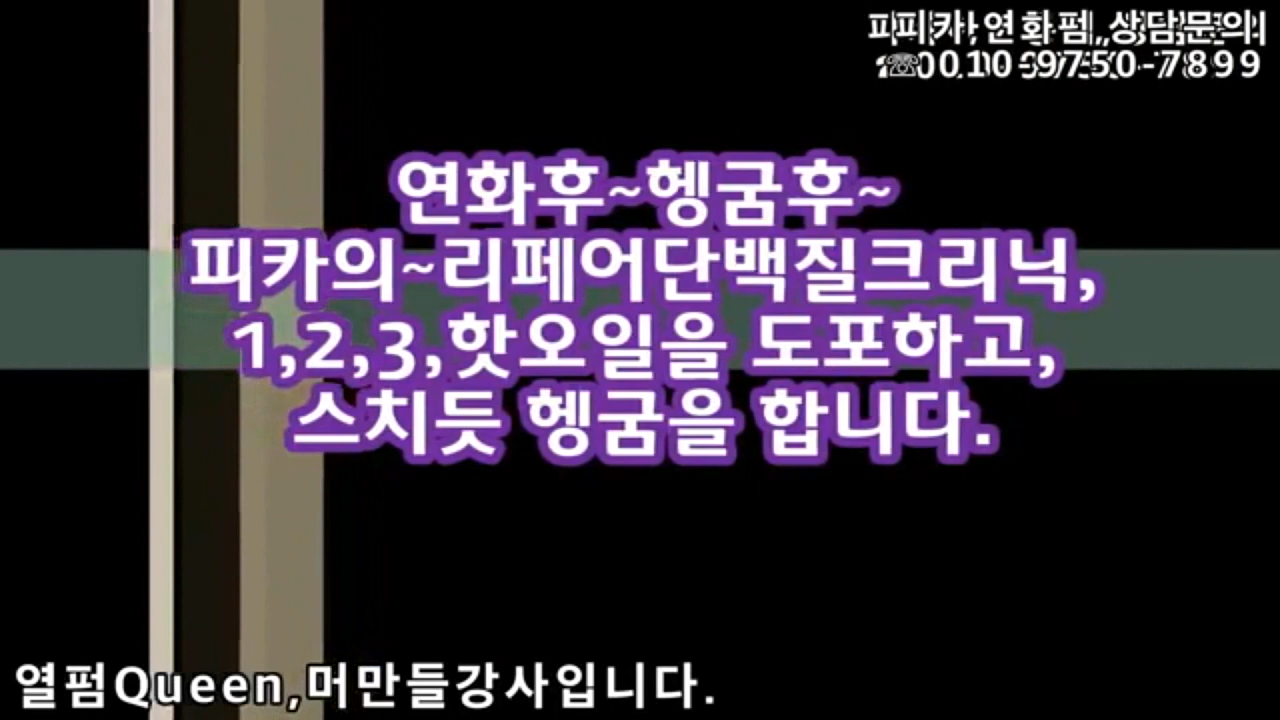 피카 연화펌, 상담문의
☎010-9750-7899
연화후~헹굼후~
피카의~리페어단백질크리닉,
1,2,3,핫오일을 도포하고,
스치듯 헹굼을 합니다.
열펌Queen,머만들강사입니다.